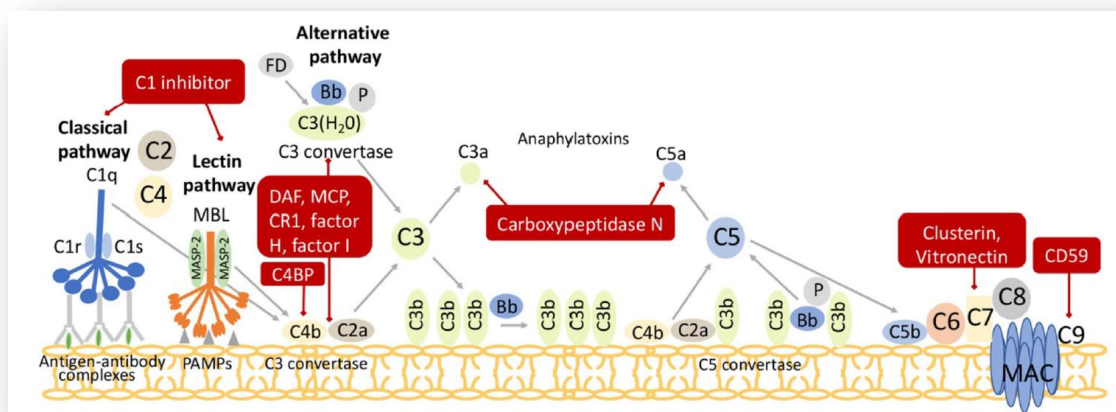 Alternative
pathway
FD
Bb
P
C3(H₂0)
C3 convertase
C1 inhibitor
Classical
pathway
C2
C4
C1q
C1r
C1s
Antigen-antibody
complexes
Lectin
pathway
MBL
MASP-2
MASP-2
PAMPs
DAF, MCP,
CR1, factor
H, factor I
C4BP
C4b
C2a
C3 convertase
C3
C3a
Anaphylatoxins
C5a
Carboxypeptidase N
C3b
C3b
C3b
Bb
C3b
C3b
C3b
C5
C4b
C2a
C3b
C3b
P
Bb
C3b
C5 convertase
Clusterin,
Vitronectin
CD59
C5b
C6
C7
C8
C9
MAC